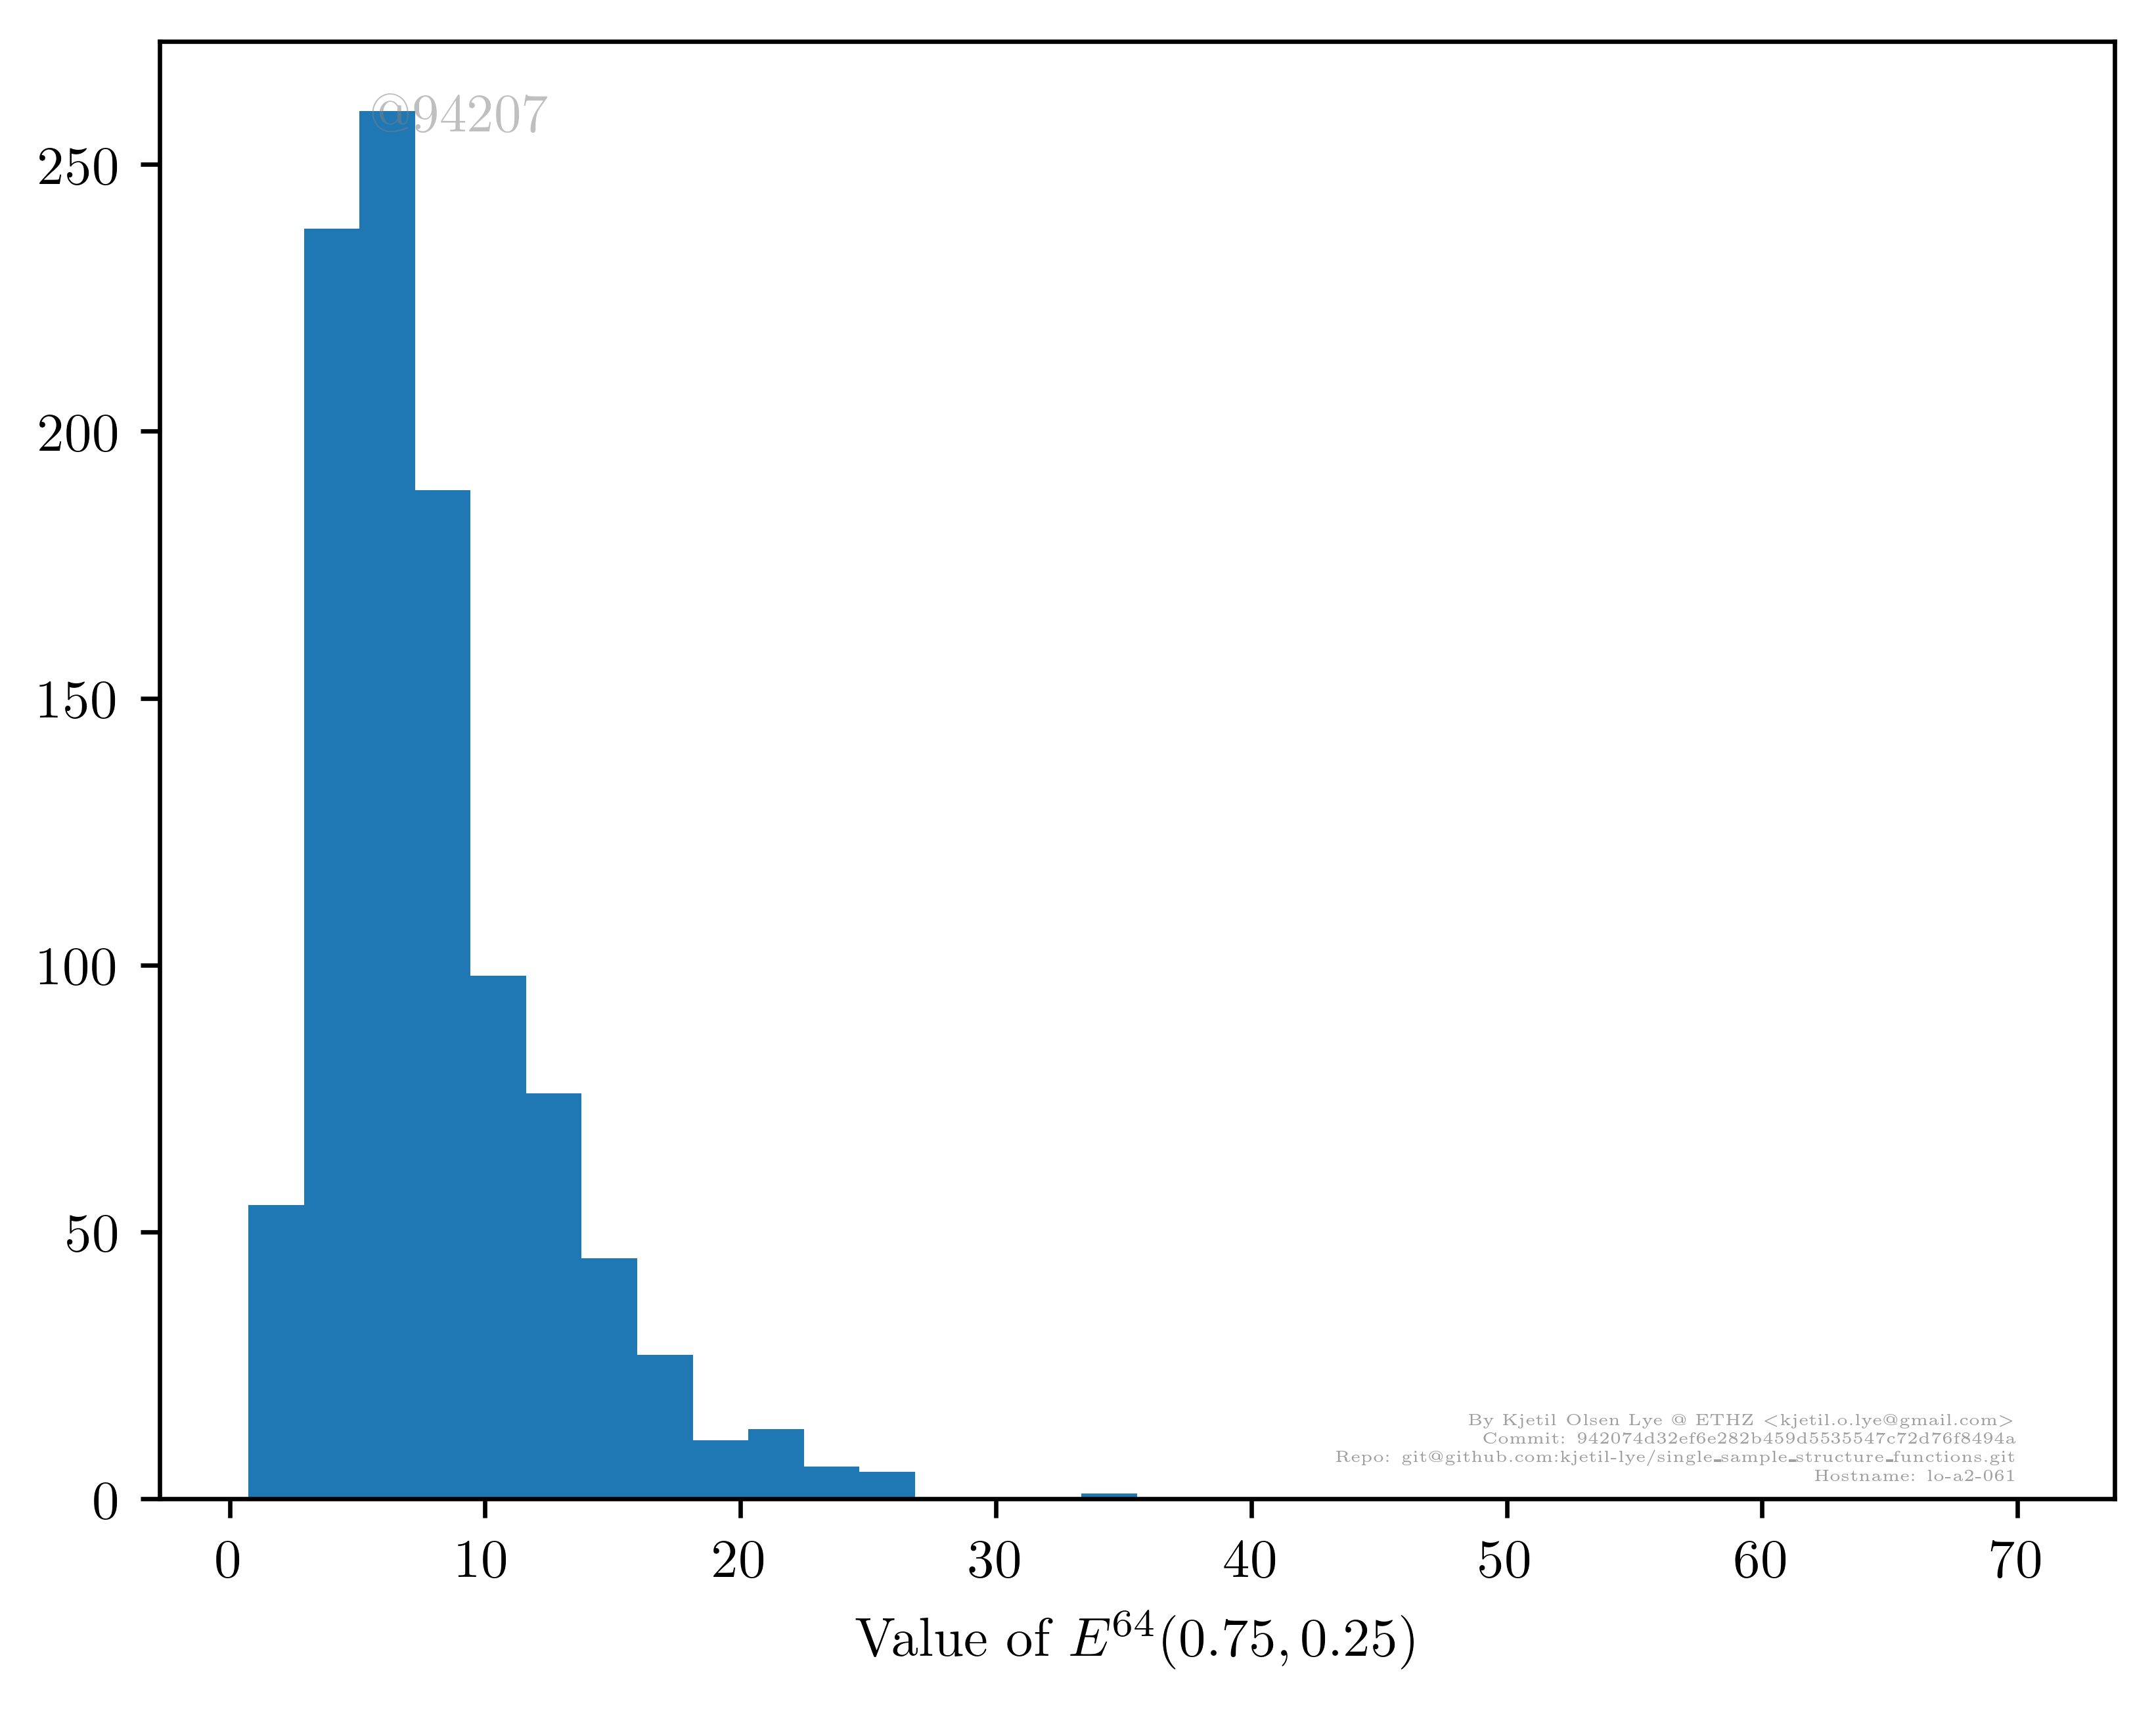 @94207
250
200
150
100
50
0
0 10 20 30 40 50 60 70
By Kjetil Olsen Lye @ ETHZ <kjetil.o.lye@gmail.com>
Commit: 942074d32ef6e282b459d5535547c72d76f8494a
Repo: git@github.com:kjetil-lye/single_sample_structure_functions.git
Hostname: lo-a2-061
Value of E^64(0.75, 0.25)